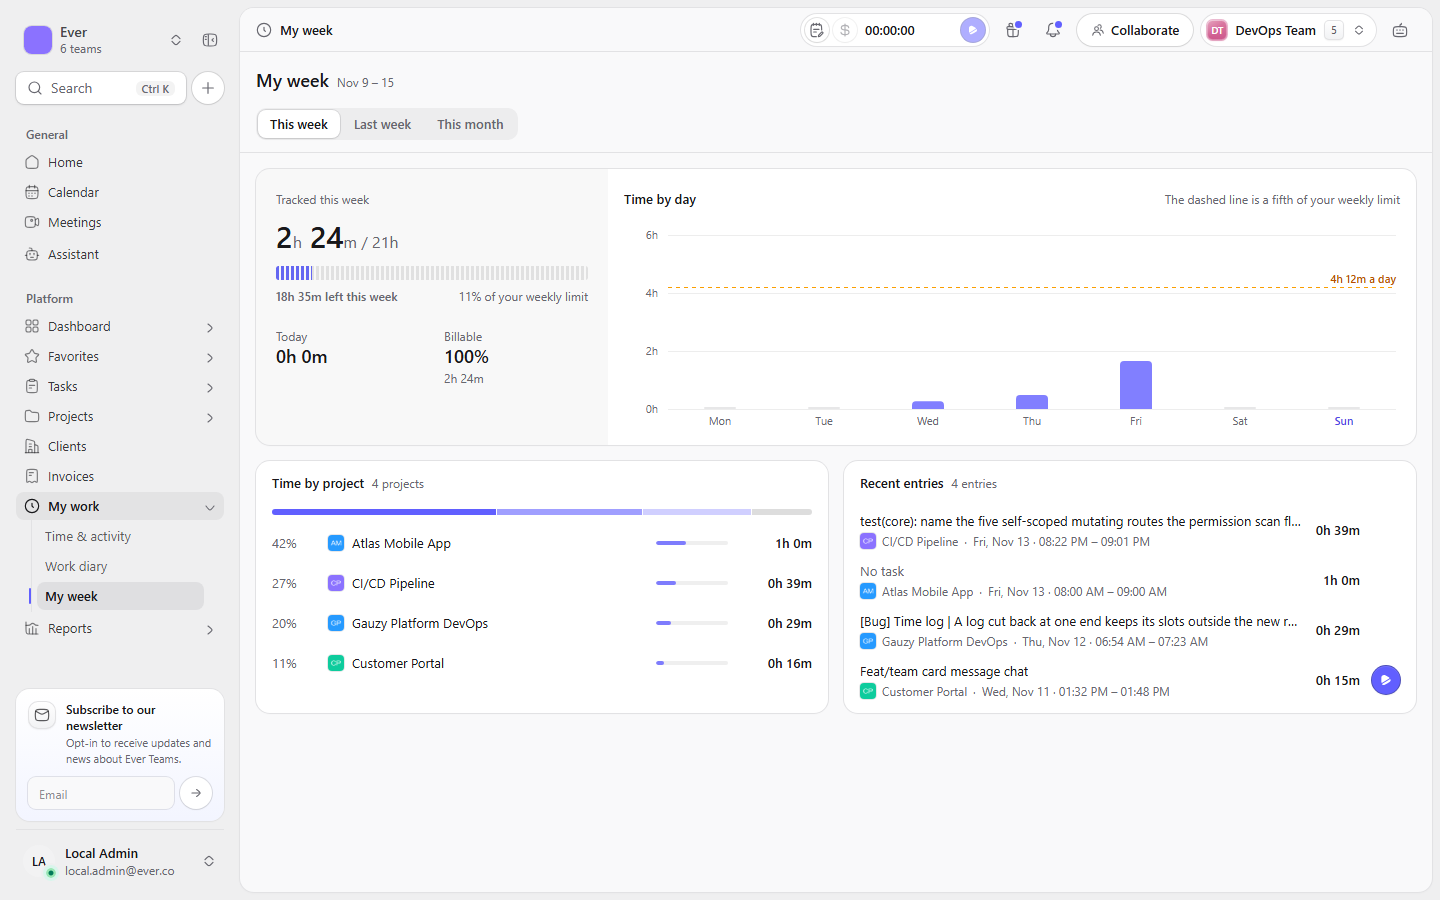 Ever
6 teams
Search
Ctrl K
General
Home
Calendar
Meetings
Assistant
Platform
Dashboard
Favorites
Tasks
Projects
Clients
Invoices
My work
Time & activity
Work diary
My week
Reports
Subscribe to our
newsletter
Opt-in to receive updates and
news about Ever Teams.
Email
LA
Local Admin
local.admin@ever.co
My week
$
00:00:00
Collaborate
DT
DevOps Team
5
My week
Nov 9 – 15
This week
Last week
This month
Tracked this week
2h 24m / 21h
18h 35m left this week
11% of your weekly limit
Today
0h 0m
Billable
100%
2h 24m
Time by day
The dashed line is a fifth of your weekly limit
6h
4h 12m a day
4h
2h
0h
Mon
Tue
Wed
Thu
Fri
Sat
Sun
Time by project
4 projects
42%
AM
Atlas Mobile App
1h 0m
27%
CP
CI/CD Pipeline
0h 39m
20%
GP
Gauzy Platform DevOps
0h 29m
11%
CP
Customer Portal
0h 16m
Recent entries
4 entries
test(core): name the five self-scoped mutating routes the permission scan fl...
CP
CI/CD Pipeline · Fri, Nov 13 · 08:22 PM – 09:01 PM
0h 39m
No task
AM
Atlas Mobile App · Fri, Nov 13 · 08:00 AM – 09:00 AM
1h 0m
[Bug] Time log | A log cut back at one end keeps its slots outside the new r...
GP
Gauzy Platform DevOps · Thu, Nov 12 · 06:54 AM – 07:23 AM
0h 29m
Feat/team card message chat
CP
Customer Portal · Wed, Nov 11 · 01:32 PM – 01:48 PM
0h 15m